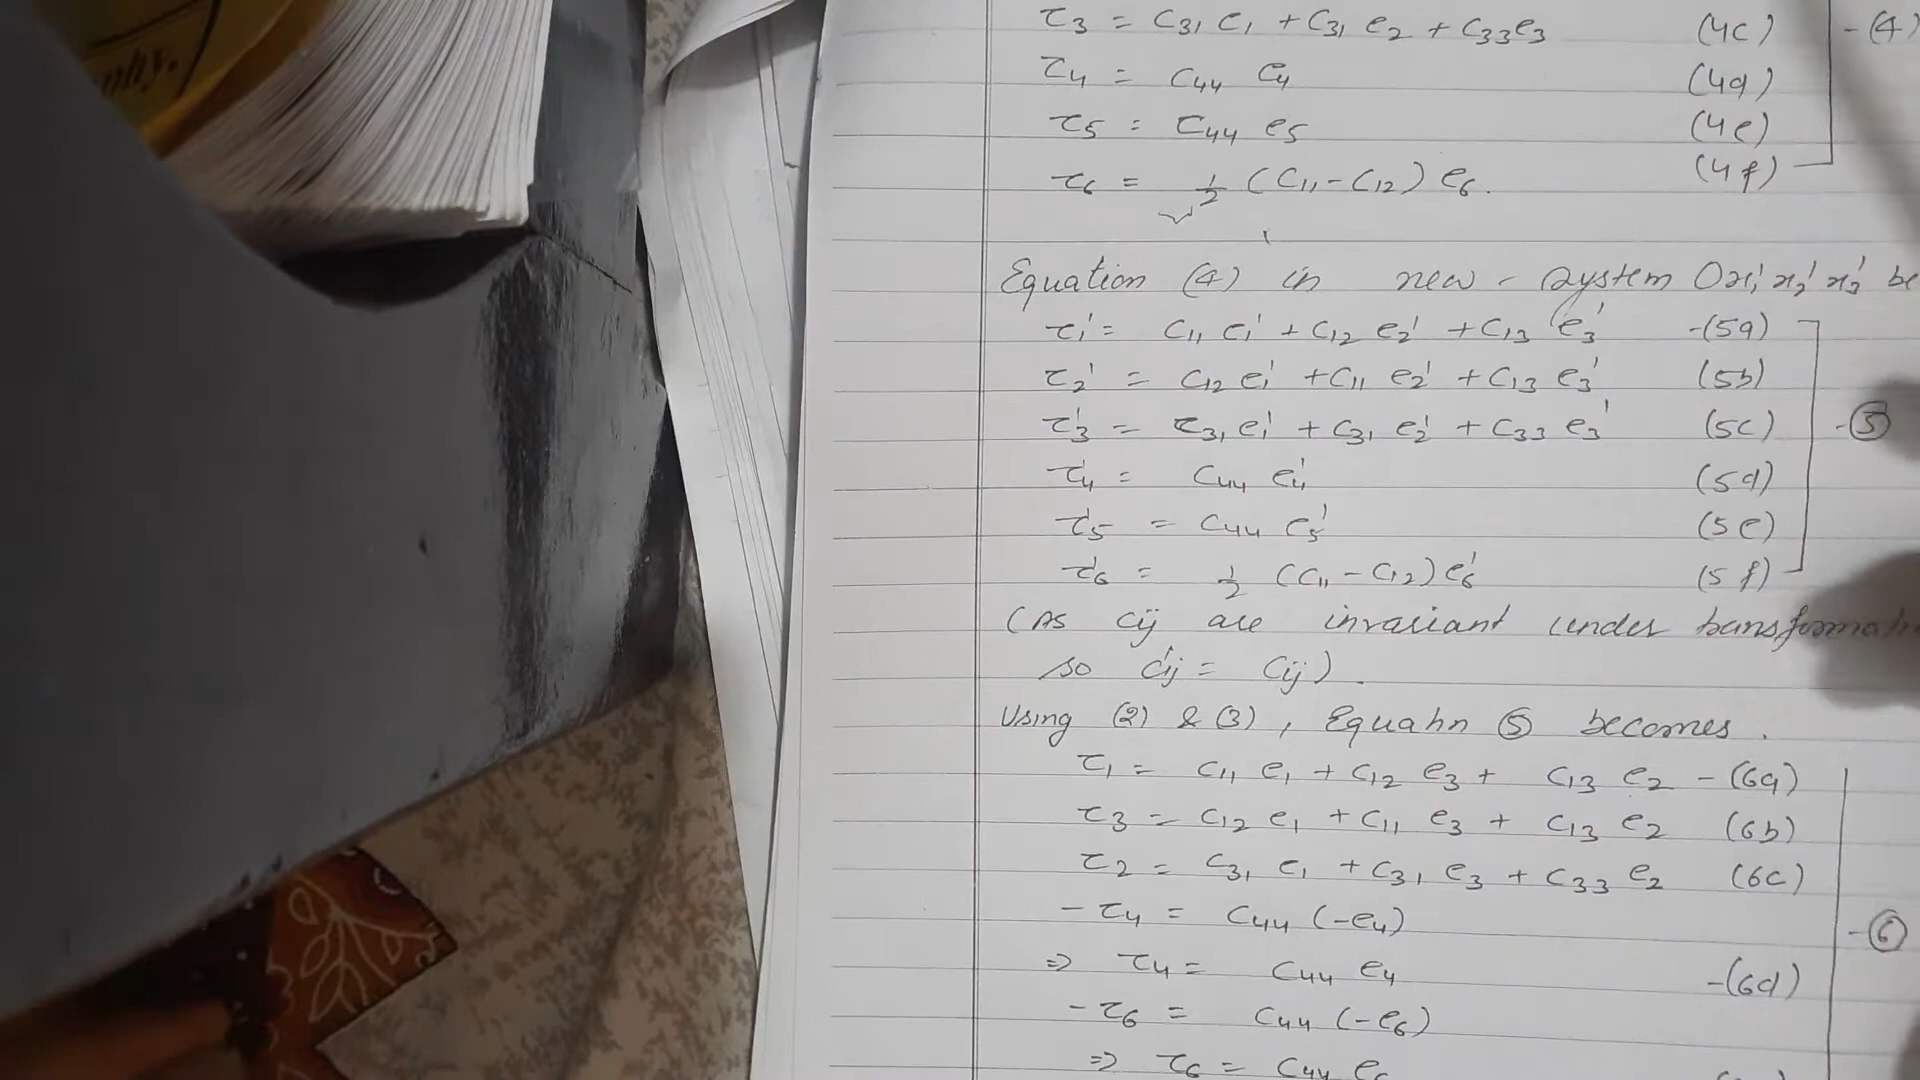 τ3 = C31 e1 + C31 e2 + C33 e3 (4c) - (4)
τ4 = C44 e4 (4d)
τ5 = C44 e5 (4e)
τ6 = 1/2 (C11 - C12) e6. (4f)
Equation (4) in new - system Ox1' x2' x3' be
τ1' = C11 e1' + C12 e2' + C13 e3' -(5a)
τ2' = C12 e1' + C11 e2' + C13 e3' (5b)
τ3' = C31 e1' + C31 e2' + C33 e3' (5c) - (5)
τ4' = C44 e4' (5d)
τ5' = C44 e5' (5e)
τ6' = 1/2 (C11 - C12) e6' (5f)
(As Cij are invariant under transformati
so C'ij = Cij).
Using (2) & (3), Equahn (5) becomes.
τ1 = C11 e1 + C12 e3 + C13 e2 - (6a)
τ3 = C12 e1 + C11 e3 + C13 e2 (6b)
τ2 = C31 e1 + C31 e3 + C33 e2 (6c)
-τ4 = C44 (-e4) - (6)
⇒ τ4 = C44 e4 -(6d)
-τ6 = C44 (-e6)
⇒ τ6 = C44 e6